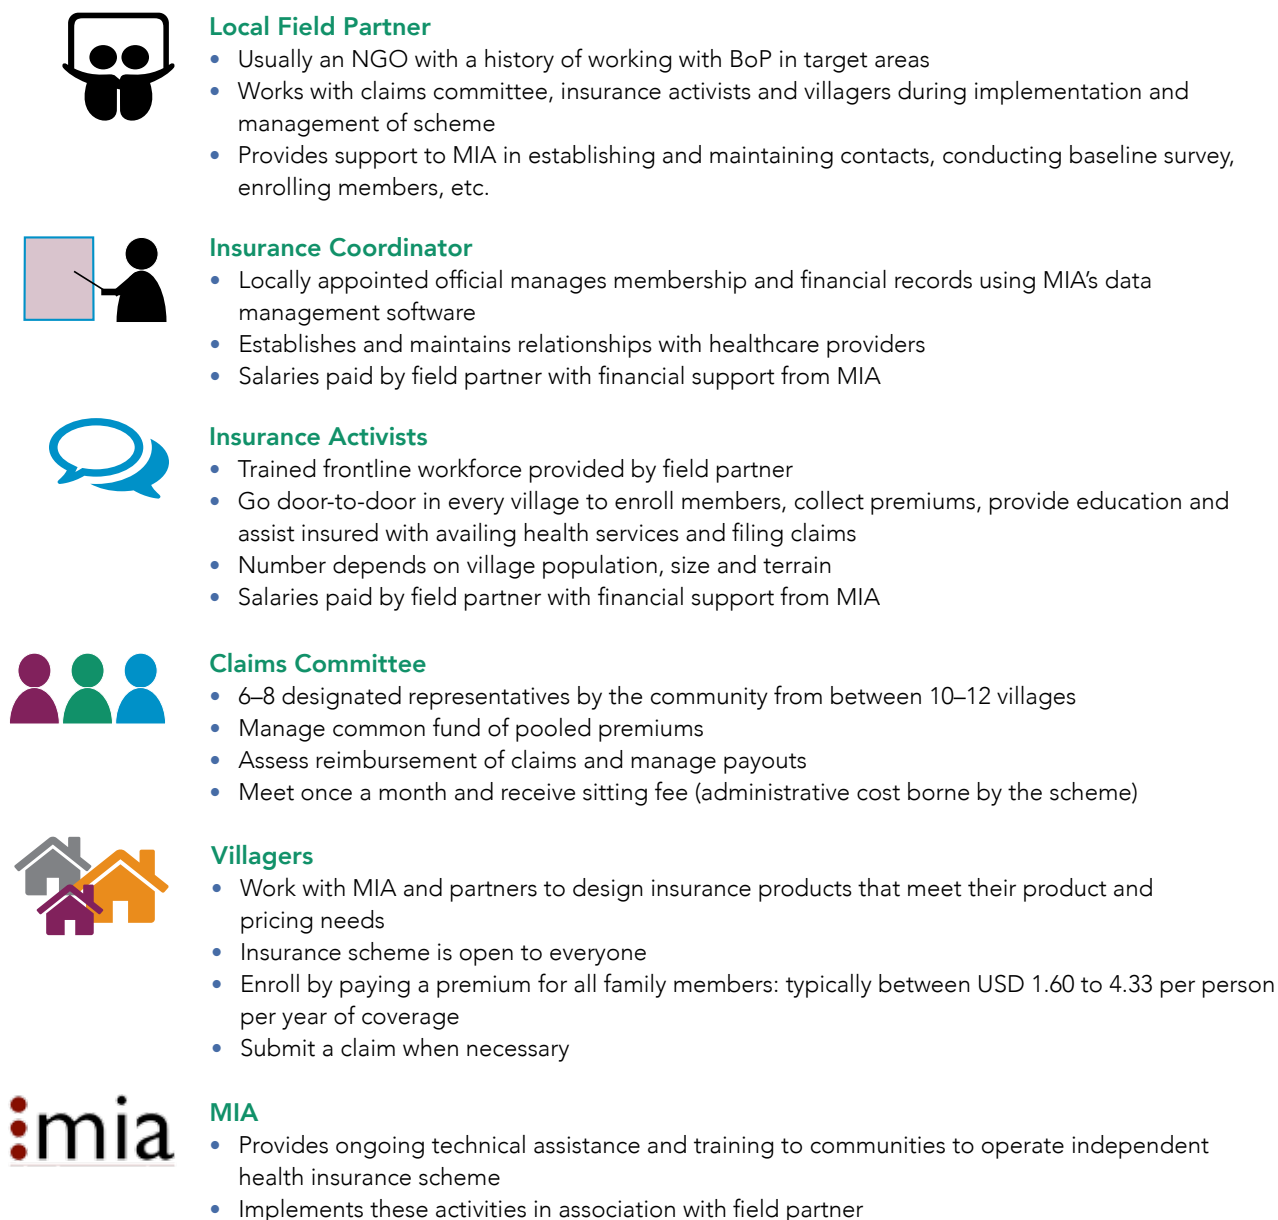 Local Field Partner
• Usually an NGO with a history of working with BoP in target areas
• Works with claims committee, insurance activists and villagers during implementation and
management of scheme
• Provides support to MIA in establishing and maintaining contacts, conducting baseline survey,
enrolling members, etc.
Insurance Coordinator
• Locally appointed official manages membership and financial records using MIA’s data
management software
• Establishes and maintains relationships with healthcare providers
• Salaries paid by field partner with financial support from MIA
Insurance Activists
• Trained frontline workforce provided by field partner
• Go door-to-door in every village to enroll members, collect premiums, provide education and
assist insured with availing health services and filing claims
• Number depends on village population, size and terrain
• Salaries paid by field partner with financial support from MIA
Claims Committee
• 6–8 designated representatives by the community from between 10–12 villages
• Manage common fund of pooled premiums
• Assess reimbursement of claims and manage payouts
• Meet once a month and receive sitting fee (administrative cost borne by the scheme)
Villagers
• Work with MIA and partners to design insurance products that meet their product and
pricing needs
• Insurance scheme is open to everyone
• Enroll by paying a premium for all family members: typically between USD 1.60 to 4.33 per person
per year of coverage
• Submit a claim when necessary
mia
MIA
• Provides ongoing technical assistance and training to communities to operate independent
health insurance scheme
• Implements these activities in association with field partner